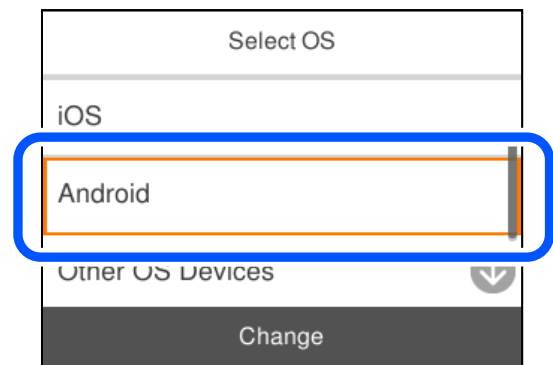 Select OS
iOS
Android
Other OS Devices
Change